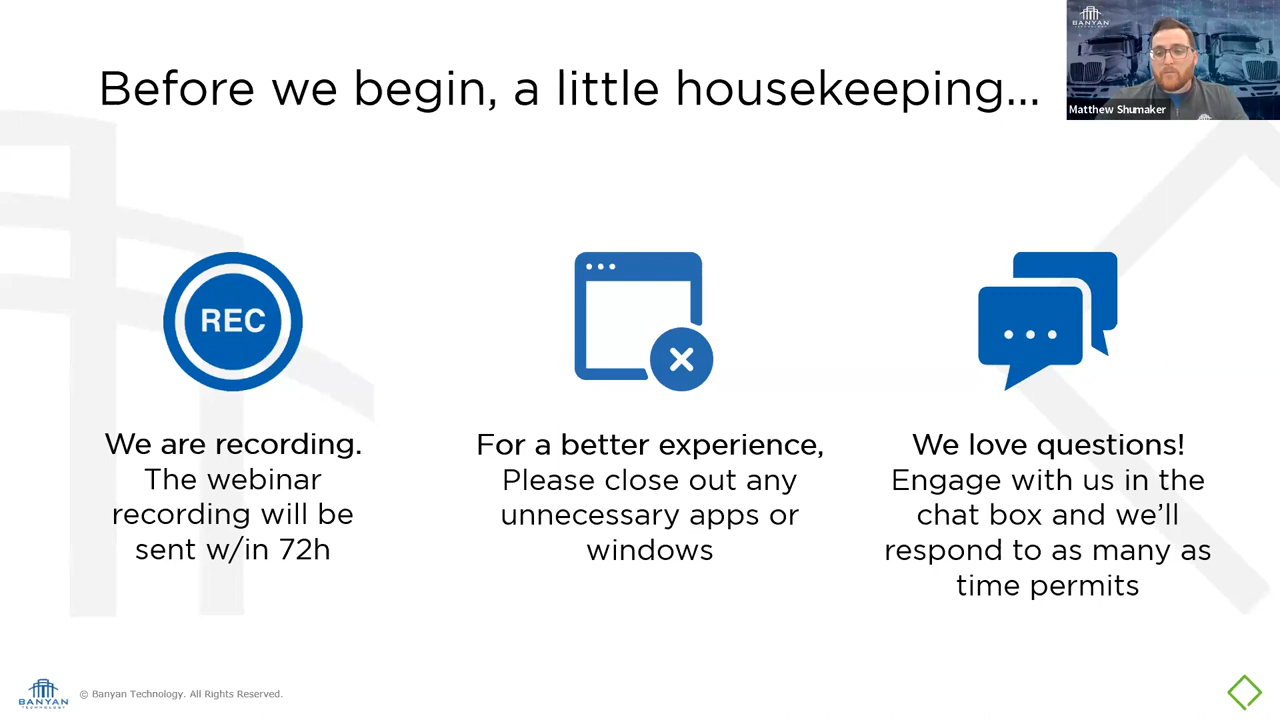 Before we begin, a little housekeeping...
BANYAN
Matthew Shumaker
REC
We are recording.
The webinar
recording will be
sent w/in 72h
For a better experience,
Please close out any
unnecessary apps or
windows
We love questions!
Engage with us in the
chat box and we'll
respond to as many as
time permits
BANYAN
TECHNOLOGY
© Banyan Technology. All Rights Reserved.